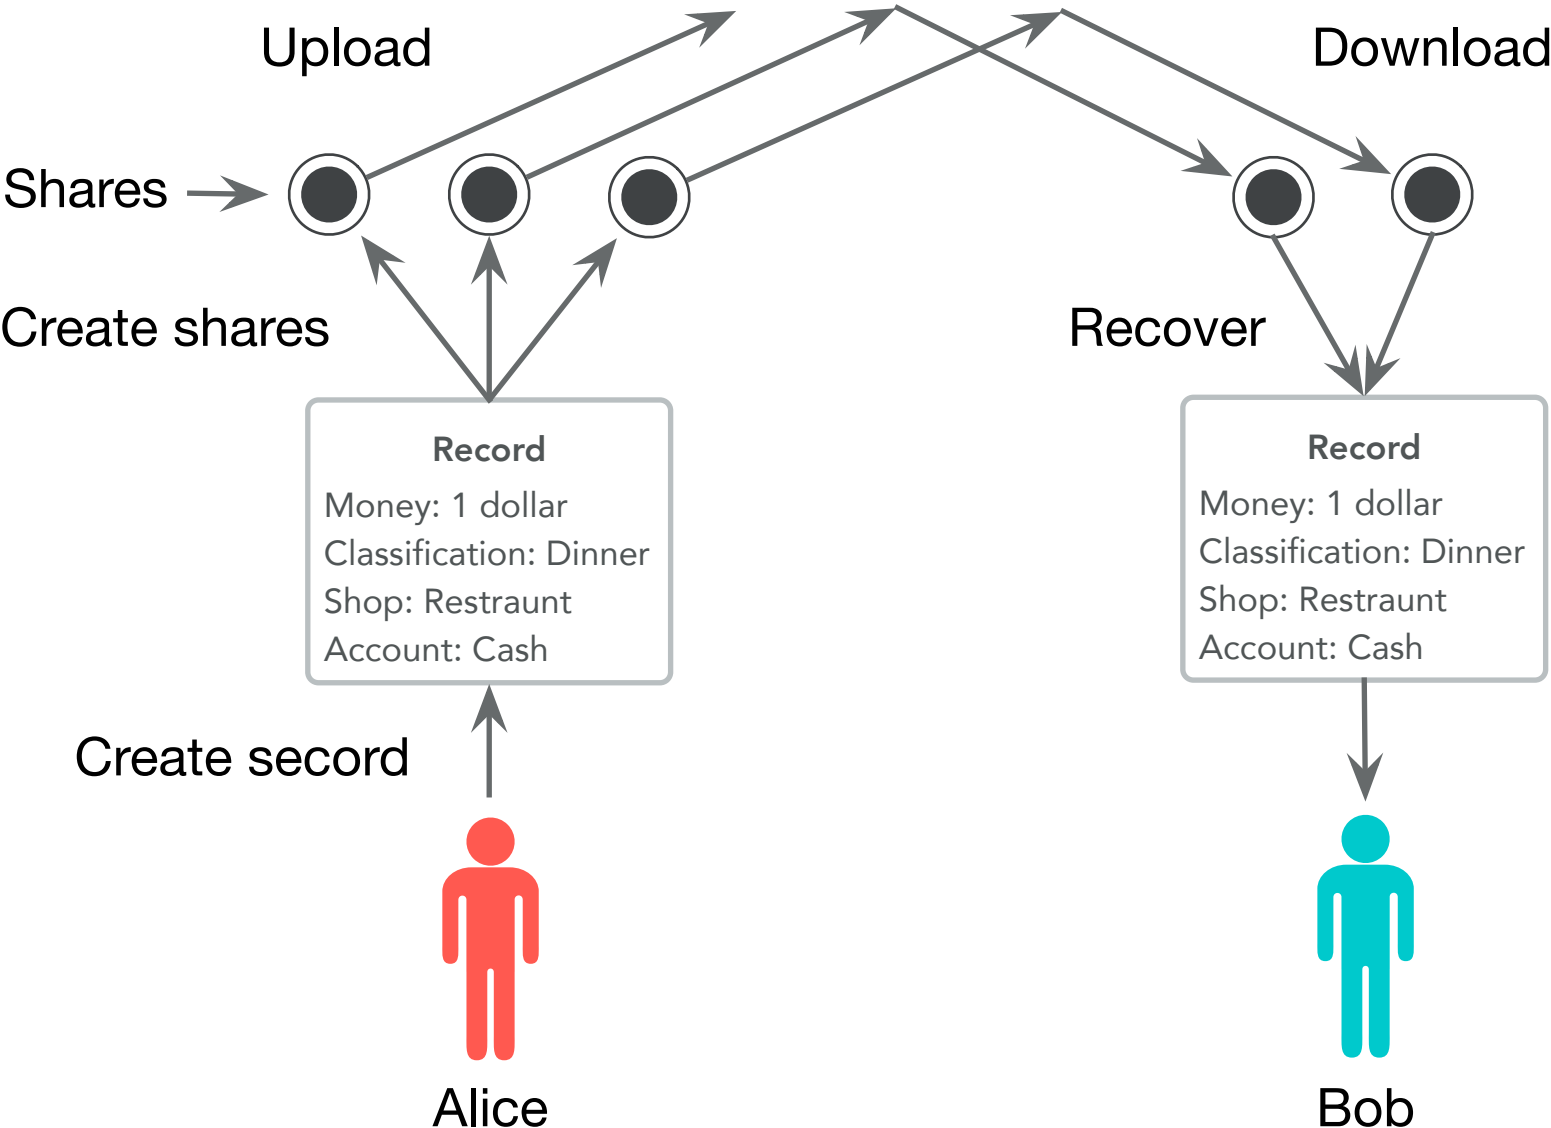 Upload
Download
Shares
Create shares
Recover
Record
Money: 1 dollar
Classification: Dinner
Shop: Restraunt
Account: Cash
Record
Money: 1 dollar
Classification: Dinner
Shop: Restraunt
Account: Cash
Create secord
Alice
Bob